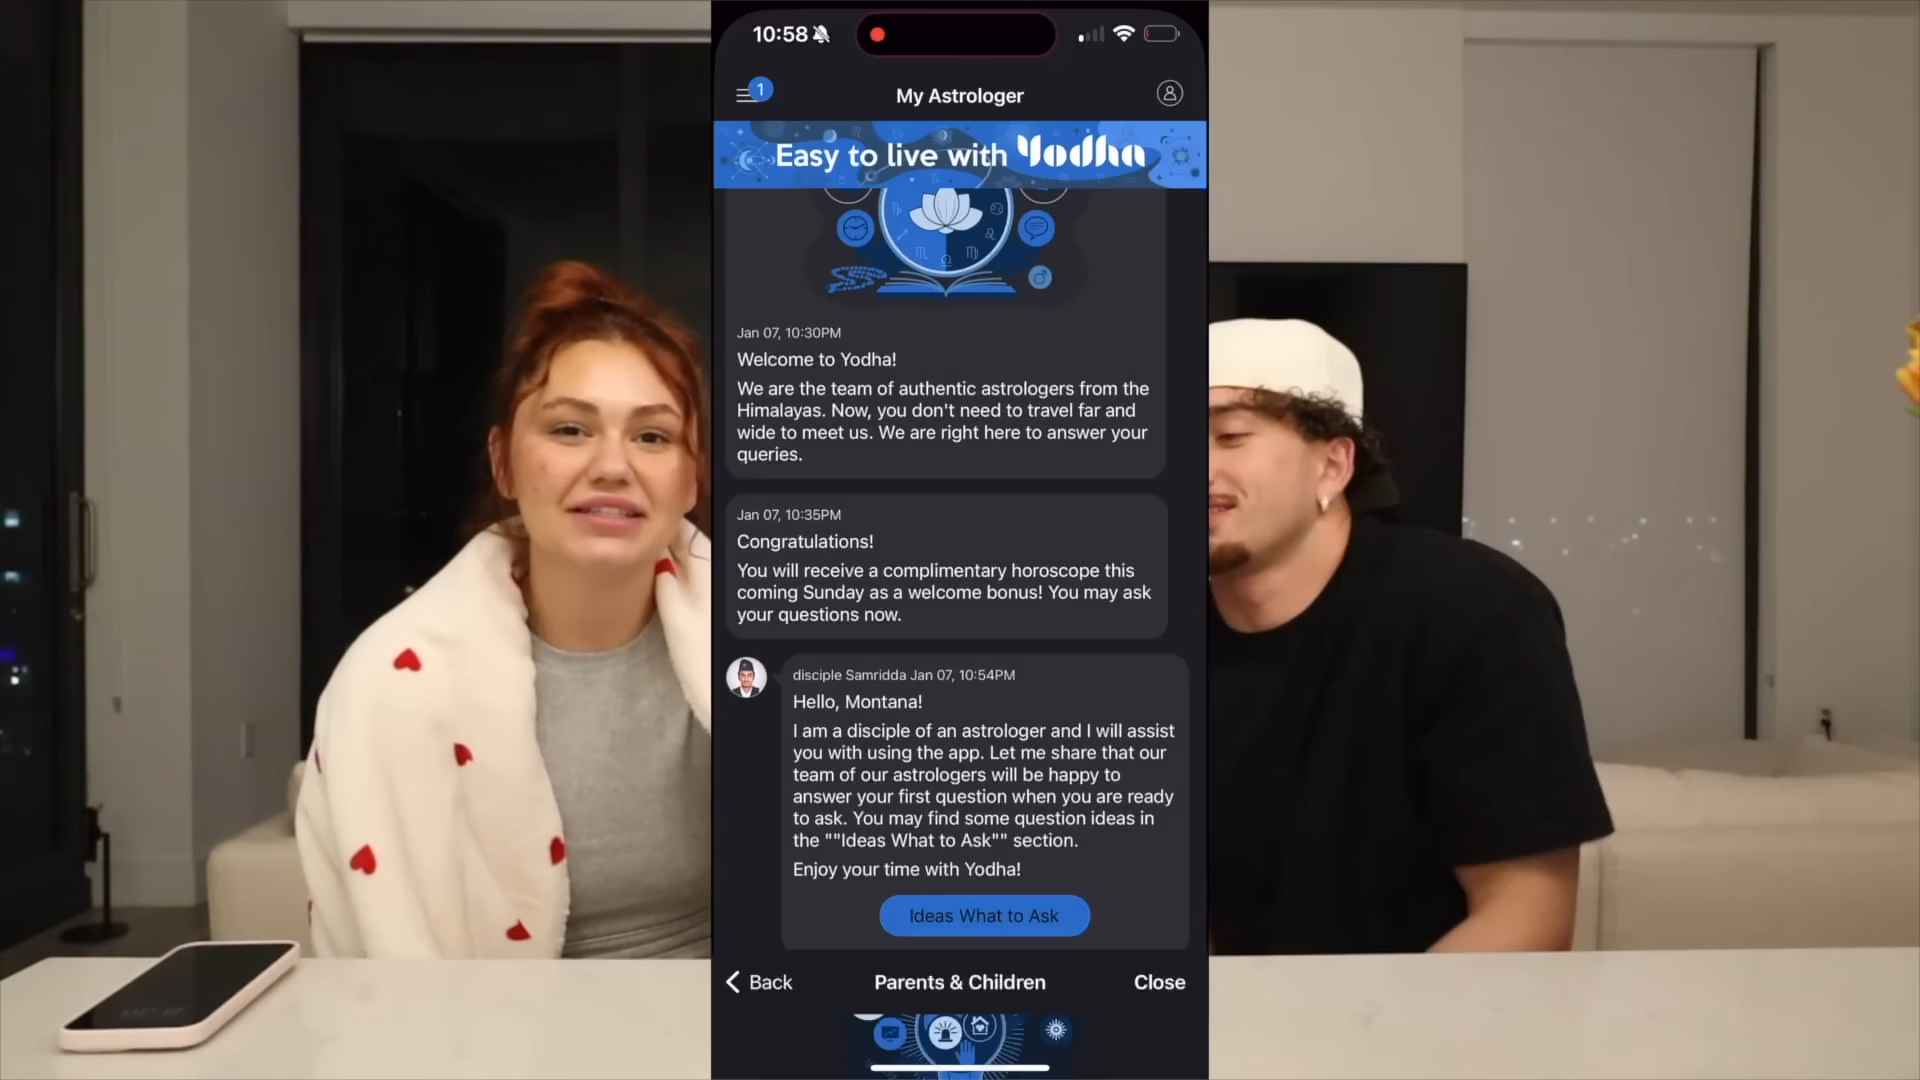 10:58
1
My Astrologer
Easy to live with Yodha
Jan 07, 10:30PM
Welcome to Yodha!
We are the team of authentic astrologers from the
Himalayas. Now, you don't need to travel far and
wide to meet us. We are right here to answer your
queries.
Jan 07, 10:35PM
Congratulations!
You will receive a complimentary horoscope this
coming Sunday as a welcome bonus! You may ask
your questions now.
disciple Samridda Jan 07, 10:54PM
Hello, Montana!
I am a disciple of an astrologer and I will assist
you with using the app. Let me share that our
team of our astrologers will be happy to
answer your first question when you are ready
to ask. You may find some question ideas in
the ""Ideas What to Ask"" section.
Enjoy your time with Yodha!
Ideas What to Ask
Back
Parents & Children
Close